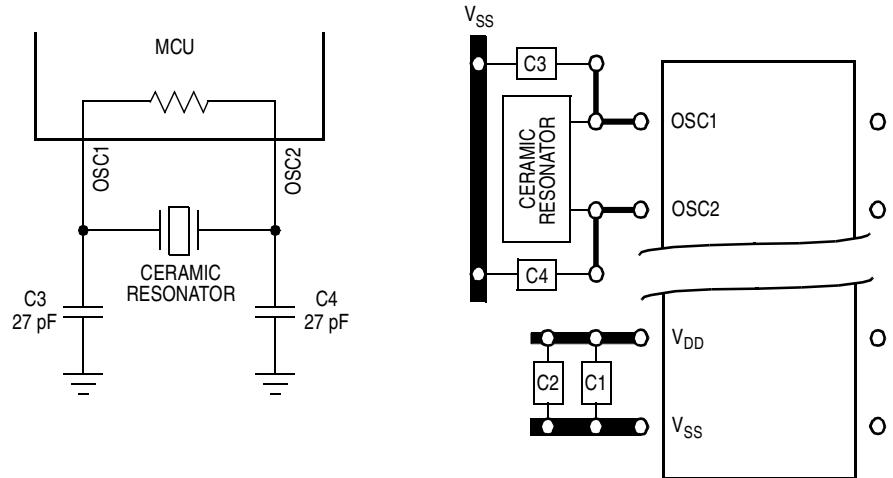 MCU
OSC1
OSC2
CERAMIC
RESONATOR
C3
27 pF
C4
27 pF
VSS
C3
CERAMIC
RESONATOR
C4
OSC1
OSC2
VDD
C2
C1
VSS